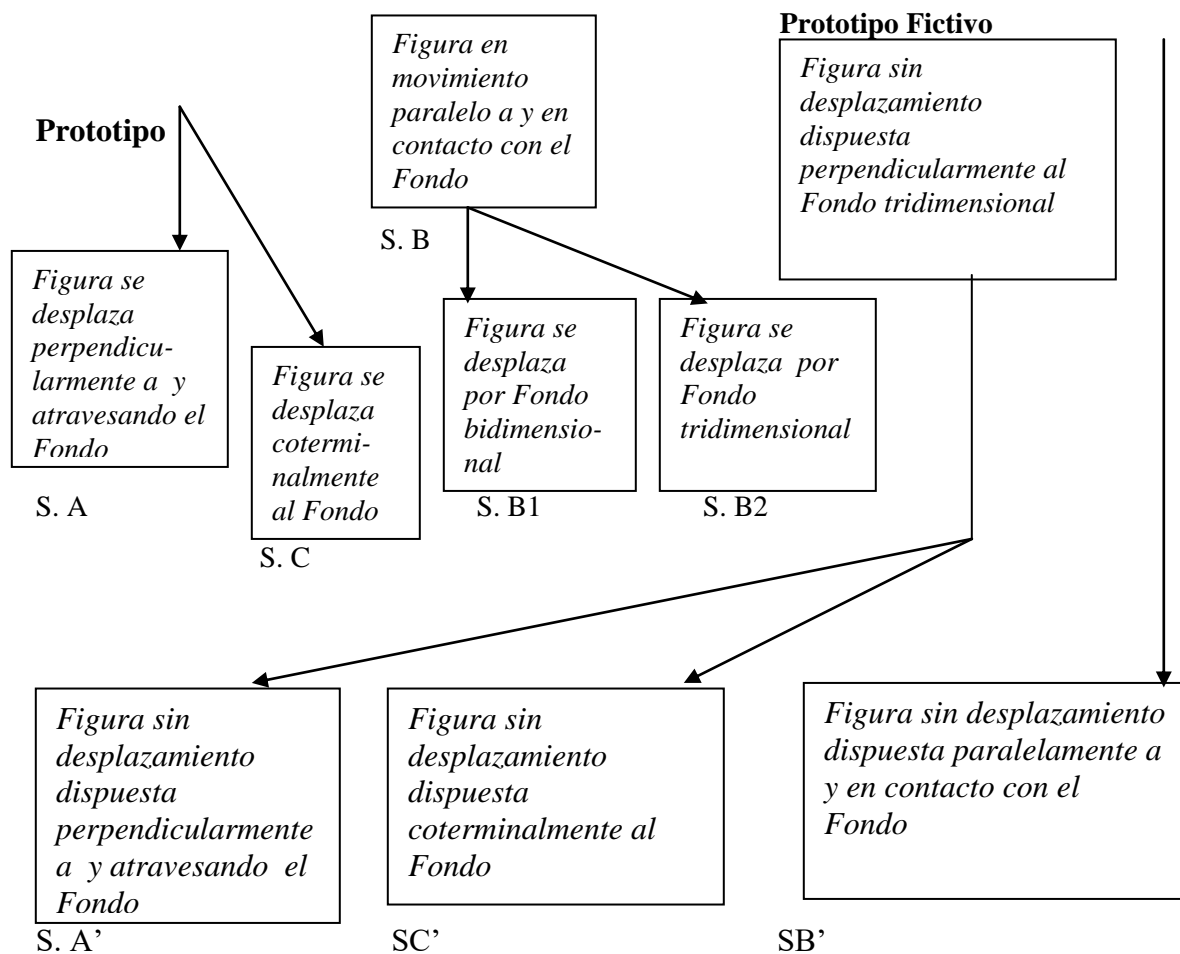 Prototipo
Figura en
movimiento
paralelo a y en
contacto con el
Fondo
S. B
Prototipo Fictivo
Figura sin
desplazamiento
dispuesta
perpendicularmente al
Fondo tridimensional
Figura se
desplaza
perpendicu-
larmente a y
atravesando el
Fondo
S. A
Figura se
desplaza
cotermi-
nalmente
al Fondo
S. C
Figura se
desplaza
por Fondo
bidimensio-
nal
S. B1
Figura se
desplaza por
Fondo
tridimensional
S. B2
Figura sin
desplazamiento
dispuesta
perpendicularmente
a y atravesando el
Fondo
S. A’
Figura sin
desplazamiento
dispuesta
coterminalmente al
Fondo
SC’
Figura sin desplazamiento
dispuesta paralelamente a
y en contacto con el
Fondo
SB’